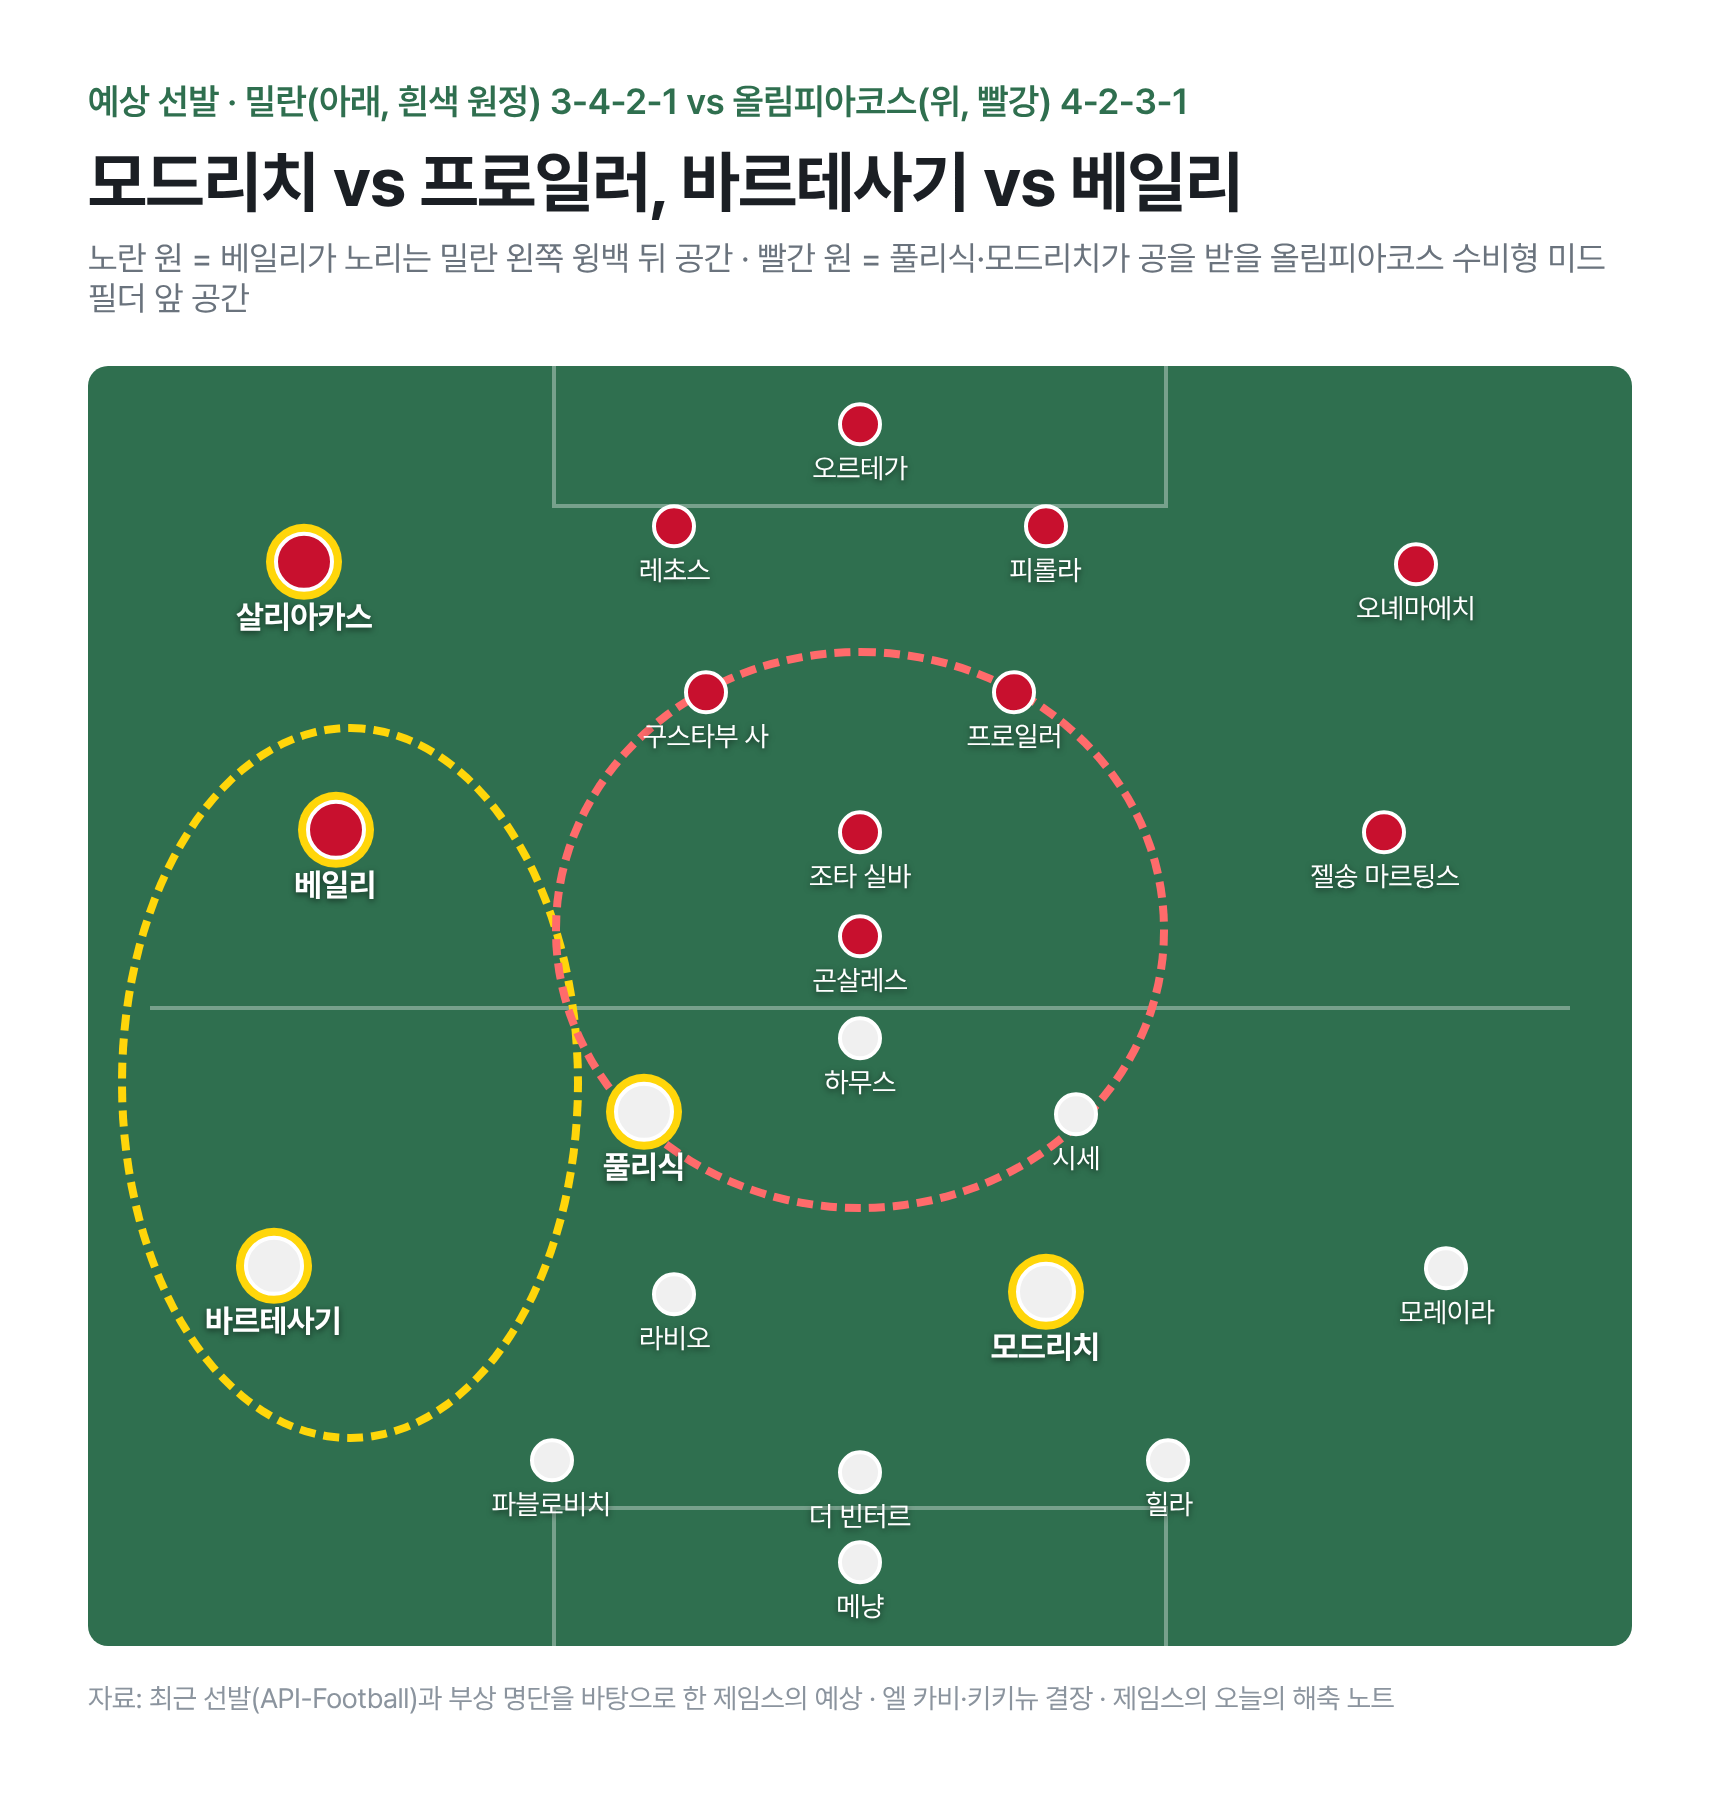 예상 선발 · 밀란(아래, 흰색 원정) 3-4-2-1 vs 올림피아코스(위, 빨강) 4-2-3-1
모드리치 vs 프로일러, 바르테사기 vs 베일리
노란 원 = 베일리가 노리는 밀란 왼쪽 윙백 뒤 공간 · 빨간 원 = 풀리식·모드리치가 공을 받을 올림피아코스 수비형 미드
필더 앞 공간
오르테가
레초스
피롤라
살리아카스
오녜마에치
구스타부 사
프로일러
베일리
조타 실바
젤송 마르팅스
곤살레스
하무스
풀리식
시세
바르테사기
라비오
모드리치
모레이라
파블로비치
더 빈터르
힐라
메냥
자료: 최근 선발(API-Football)과 부상 명단을 바탕으로 한 제임스의 예상 · 엘 카비·키키뉴 결장 · 제임스의 오늘의 해축 노트